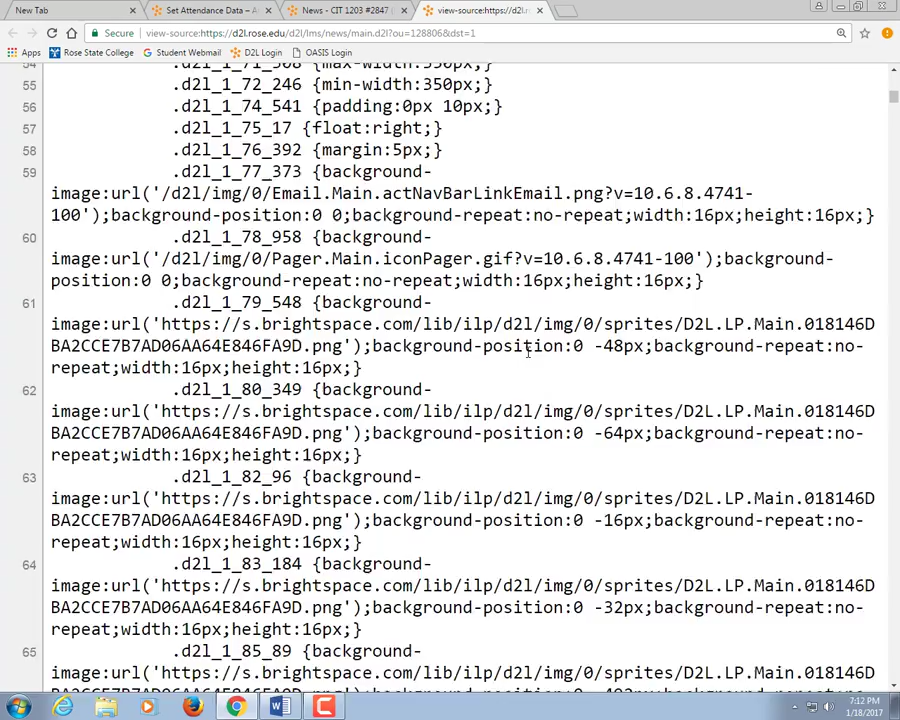 New Tab
Set Attendance Data – A
News - CIT 1203 #2847 (
view-source:https://d2l.ro
Secure
view-source:https://d2l.rose.edu/d2l/lms/news/main.d2l?ou=128806&dst=1
Apps
Rose State College
Student Webmail
D2L Login
OASIS Login
54 .d2l_1_71_508 {max-width:550px;}
55 .d2l_1_72_246 {min-width:350px;}
56 .d2l_1_74_541 {padding:0px 10px;}
57 .d2l_1_75_17 {float:right;}
58 .d2l_1_76_392 {margin:5px;}
59 .d2l_1_77_373 {background-
image:url('/d2l/img/0/Email.Main.actNavBarLinkEmail.png?v=10.6.8.4741-
100');background-position:0 0;background-repeat:no-repeat;width:16px;height:16px;}
60 .d2l_1_78_958 {background-
image:url('/d2l/img/0/Pager.Main.iconPager.gif?v=10.6.8.4741-100');background-
position:0 0;background-repeat:no-repeat;width:16px;height:16px;}
61 .d2l_1_79_548 {background-
image:url('https://s.brightspace.com/lib/ilp/d2l/img/0/sprites/D2L.LP.Main.018146D
BA2CCE7B7AD06AA64E846FA9D.png');background-position:0 -48px;background-repeat:no-
repeat;width:16px;height:16px;}
62 .d2l_1_80_349 {background-
image:url('https://s.brightspace.com/lib/ilp/d2l/img/0/sprites/D2L.LP.Main.018146D
BA2CCE7B7AD06AA64E846FA9D.png');background-position:0 -64px;background-repeat:no-
repeat;width:16px;height:16px;}
63 .d2l_1_82_96 {background-
image:url('https://s.brightspace.com/lib/ilp/d2l/img/0/sprites/D2L.LP.Main.018146D
BA2CCE7B7AD06AA64E846FA9D.png');background-position:0 -16px;background-repeat:no-
repeat;width:16px;height:16px;}
64 .d2l_1_83_184 {background-
image:url('https://s.brightspace.com/lib/ilp/d2l/img/0/sprites/D2L.LP.Main.018146D
BA2CCE7B7AD06AA64E846FA9D.png');background-position:0 -32px;background-repeat:no-
repeat;width:16px;height:16px;}
65 .d2l_1_85_89 {background-
image:url('https://s.brightspace.com/lib/ilp/d2l/img/0/sprites/D2L.LP.Main.018146D
7:12 PM
1/18/2017